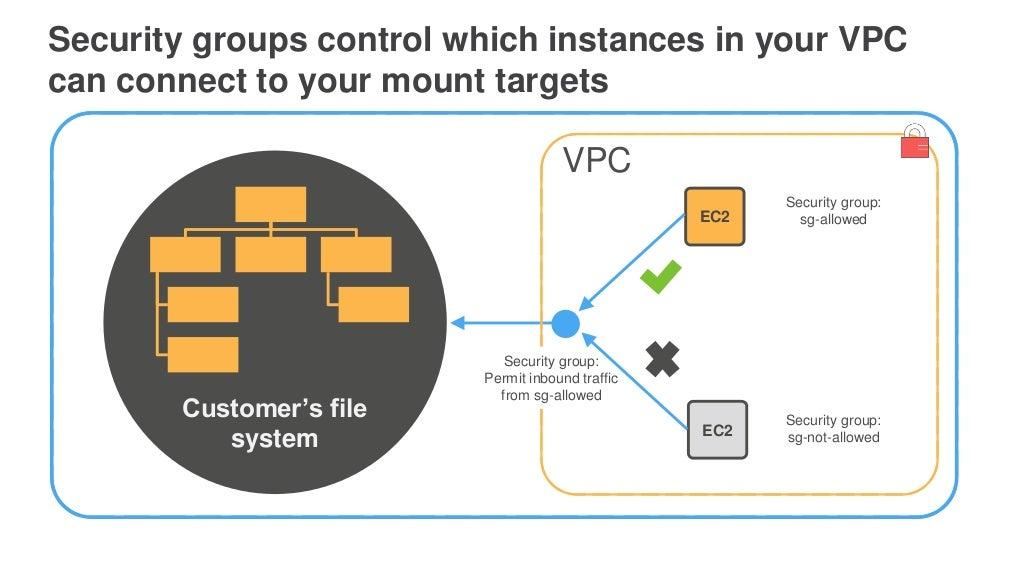 Security groups control which instances in your VPC
can connect to your mount targets
VPC
EC2
Security group:
sg-allowed
Security group:
Permit inbound traffic
from sg-allowed
Customer’s file
system
EC2
Security group:
sg-not-allowed